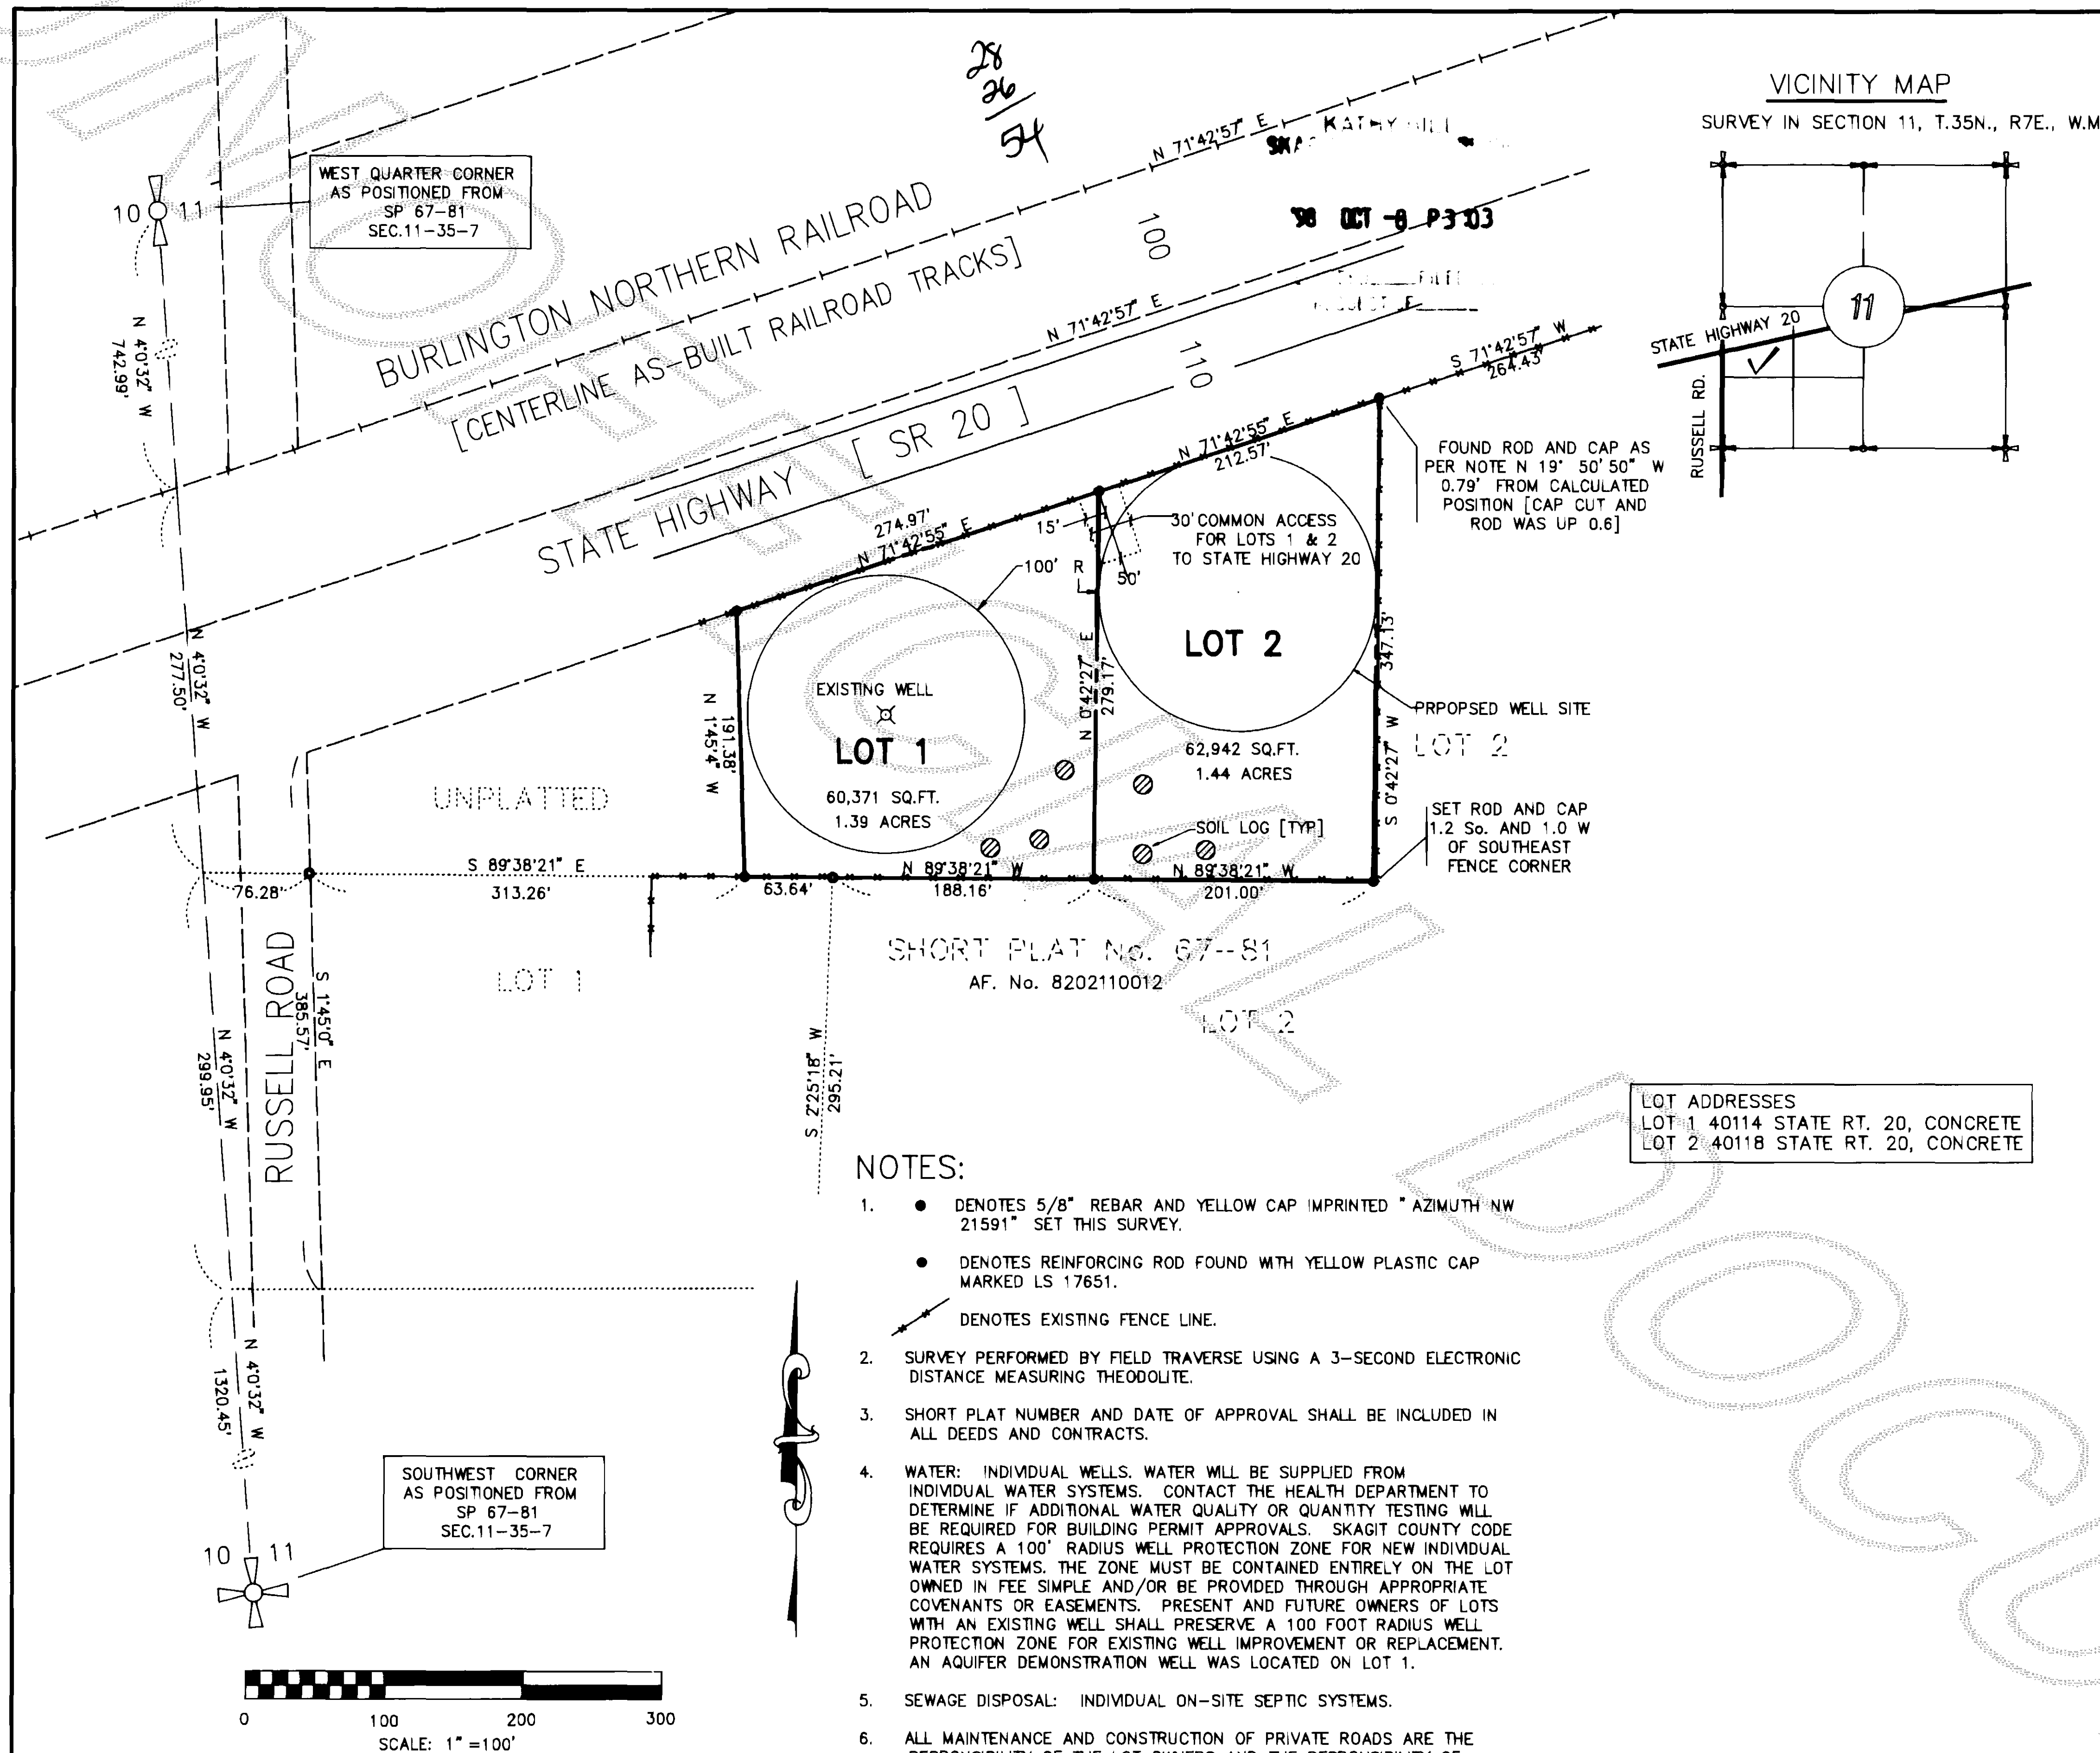 28
26
54
VICINITY MAP
SURVEY IN SECTION 11, T.35N., R7E., W.M
11
STATE HIGHWAY 20
RUSSELL RD.
KATHY HILL
'98 OCT -8 P3:03
WEST QUARTER CORNER
AS POSITIONED FROM
SP 67-81
SEC.11-35-7
10 11
N 4°0'32" W
742.99'
BURLINGTON NORTHERN RAILROAD
[CENTERLINE AS-BUILT RAILROAD TRACKS]
N 71°42'57" E
100
N 71°42'57" E
110
STATE HIGHWAY [ SR 20 ]
S 71°42'57" W
264.43'
N 71°42'55" E
212.57'
274.97'
N 71°42'55" E
FOUND ROD AND CAP AS
PER NOTE N 19° 50' 50" W
0.79' FROM CALCULATED
POSITION [CAP CUT AND
ROD WAS UP 0.6]
15'
30' COMMON ACCESS
FOR LOTS 1 & 2
TO STATE HIGHWAY 20
100'
R
50'
LOT 2
N 4°0'32" W
277.50'
N 1°45'4" W
191.38'
EXISTING WELL
LOT 1
60,371 SQ.FT.
1.39 ACRES
N 0°42'27" E
279.17'
62,942 SQ.FT.
1.44 ACRES
347.13'
S 0°42'27" W
PRPOPSED WELL SITE
LOT 2
UNPLATTED
SOIL LOG [TYP]
SET ROD AND CAP
1.2 So. AND 1.0 W
OF SOUTHEAST
FENCE CORNER
S 89°38'21" E
76.28'
313.26'
63.64'
N 89°38'21" W
188.16'
N 89°38'21" W
201.00'
SHORT PLAT No. 67--81
AF. No. 8202110012
LOT 1
LOT 2
RUSSELL ROAD
S 1°45'0" E
385.57'
N 4°0'32" W
299.95'
S 2°25'18" W
295.21'
LOT ADDRESSES
LOT 1 40114 STATE RT. 20, CONCRETE
LOT 2 40118 STATE RT. 20, CONCRETE
N 4°0'32" W
1320.45'
SOUTHWEST CORNER
AS POSITIONED FROM
SP 67-81
SEC.11-35-7
10 11
0 100 200 300
SCALE: 1" =100'
NOTES:
1. ● DENOTES 5/8" REBAR AND YELLOW CAP IMPRINTED " AZIMUTH NW
21591" SET THIS SURVEY.
● DENOTES REINFORCING ROD FOUND WITH YELLOW PLASTIC CAP
MARKED LS 17651.
DENOTES EXISTING FENCE LINE.
2. SURVEY PERFORMED BY FIELD TRAVERSE USING A 3-SECOND ELECTRONIC
DISTANCE MEASURING THEODOLITE.
3. SHORT PLAT NUMBER AND DATE OF APPROVAL SHALL BE INCLUDED IN
ALL DEEDS AND CONTRACTS.
4. WATER: INDIVIDUAL WELLS. WATER WILL BE SUPPLIED FROM
INDIVIDUAL WATER SYSTEMS. CONTACT THE HEALTH DEPARTMENT TO
DETERMINE IF ADDITIONAL WATER QUALITY OR QUANTITY TESTING WILL
BE REQUIRED FOR BUILDING PERMIT APPROVALS. SKAGIT COUNTY CODE
REQUIRES A 100' RADIUS WELL PROTECTION ZONE FOR NEW INDIVIDUAL
WATER SYSTEMS. THE ZONE MUST BE CONTAINED ENTIRELY ON THE LOT
OWNED IN FEE SIMPLE AND/OR BE PROVIDED THROUGH APPROPRIATE
COVENANTS OR EASEMENTS. PRESENT AND FUTURE OWNERS OF LOTS
WITH AN EXISTING WELL SHALL PRESERVE A 100 FOOT RADIUS WELL
PROTECTION ZONE FOR EXISTING WELL IMPROVEMENT OR REPLACEMENT.
AN AQUIFER DEMONSTRATION WELL WAS LOCATED ON LOT 1.
5. SEWAGE DISPOSAL: INDIVIDUAL ON-SITE SEPTIC SYSTEMS.
6. ALL MAINTENANCE AND CONSTRUCTION OF PRIVATE ROADS ARE THE